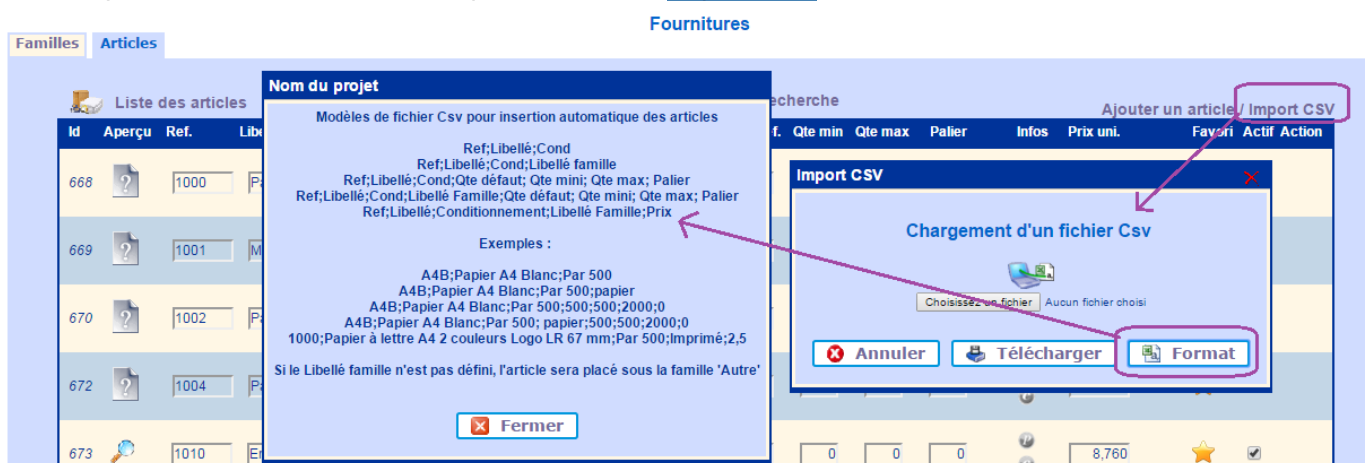 Fournitures
Familles Articles
Liste des articles
Ajouter un article / Import CSV
Id Aperçu Ref. Qte min Qte max Palier Infos Prix uni. Favori Actif Action
668 1000
669 1001
670 1002
672 1004
673 1010 0 0 0 8,760
Nom du projet
Modèles de fichier Csv pour insertion automatique des articles
Ref;Libellé;Cond
Ref;Libellé;Cond;Libellé famille
Ref;Libellé;Cond;Qte défaut; Qte mini; Qte max; Palier
Ref;Libellé;Cond;Libellé Famille;Qte défaut; Qte mini; Qte max; Palier
Ref;Libellé;Conditionnement;Libellé Famille;Prix
Exemples :
A4B;Papier A4 Blanc;Par 500
A4B;Papier A4 Blanc;Par 500;papier
A4B;Papier A4 Blanc;Par 500;500;500;2000;0
A4B;Papier A4 Blanc;Par 500; papier;500;500;2000;0
1000;Papier à lettre A4 2 couleurs Logo LR 67 mm;Par 500;Imprimé;2,5
Si le Libellé famille n'est pas défini, l'article sera placé sous la famille 'Autre'
Fermer
Import CSV
Chargement d'un fichier Csv
Choisissez un fichier Aucun fichier choisi
Annuler Télécharger Format